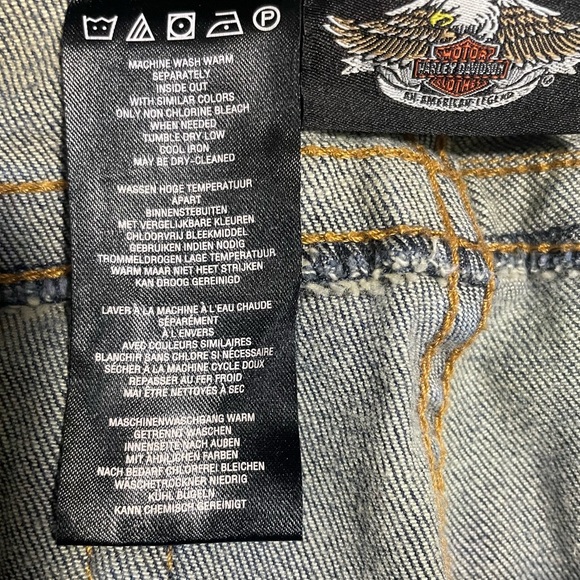 P
MACHINE WASH WARM
SEPARATELY
INSIDE OUT
WITH SIMILAR COLORS
ONLY NON CHLORINE BLEACH
WHEN NEEDED
TUMBLE DRY LOW
COOL IRON
MAY BE DRY-CLEANED
WASSEN HOGE TEMPERATUUR
APART
BINNENSTEBUITEN
MET VERGELIJKBARE KLEUREN
CHLOORVRIJ BLEEKMIDDEL
GEBRUIKEN INDIEN NODIG
TROMMELDROGEN LAGE TEMPERATUUR
WARM MAAR NIET HEET STRIJKEN
KAN DROOG GEREINIGD
LAVER À LA MACHINE À L'EAU CHAUDE
SÉPARÉMENT
À L'ENVERS
AVEC COULEURS SIMILAIRES
BLANCHIR SANS CHLORE SI NÉCESSAIRE
SÉCHER À LA MACHINE CYCLE DOUX
REPASSER AU FER FROID
MAI ÊTRE NETTOYÉS À SEC
MASCHINENWASCHGANG WARM
GETRENNT WASCHEN
INNENSEITE NACH AUßEN
MIT ÄHNLICHEN FARBEN
NACH BEDARF CHLORFREI BLEICHEN
WÄSCHETROCKNER NIEDRIG
KÜHL BÜGELN
KANN CHEMISCH GEREINIGT
MOTOR
HARLEY-DAVIDSON
CLOTHES
AN AMERICAN LEGEND
®